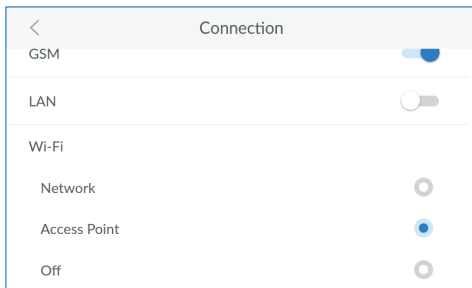 Connection
GSM
LAN
Wi-Fi
Network
Access Point
Off